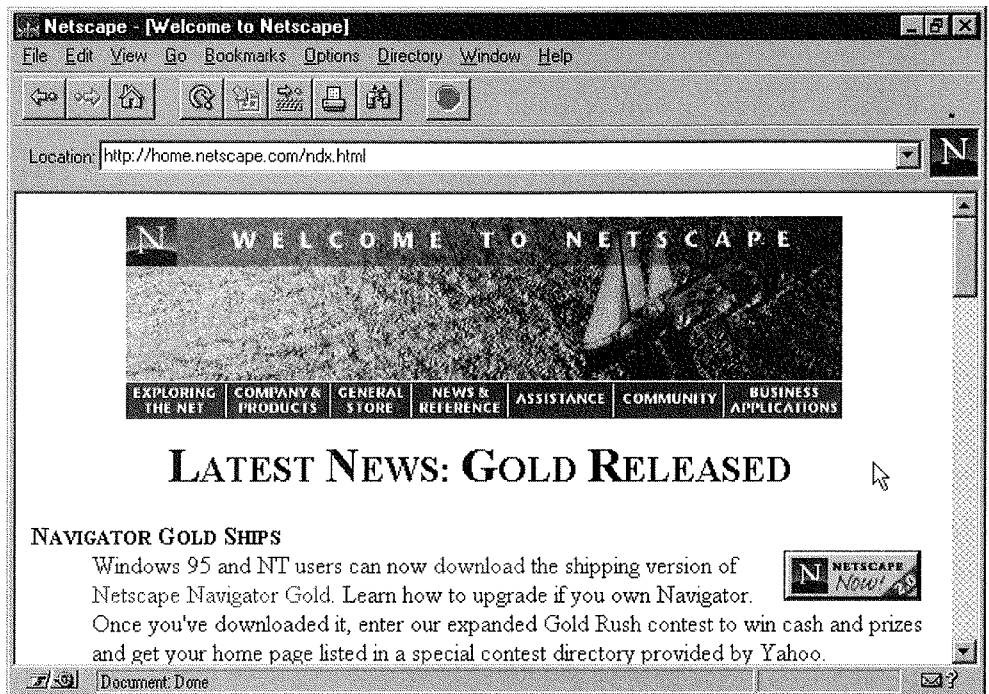 Netscape - [Welcome to Netscape]
File Edit View Go Bookmarks Options Directory Window Help
Location: http://home.netscape.com/ndx.html
N
N WELCOME TO NETSCAPE
EXPLORING THE NET
COMPANY & PRODUCTS
GENERAL STORE
NEWS & REFERENCE
ASSISTANCE
COMMUNITY
BUSINESS APPLICATIONS
LATEST NEWS: GOLD RELEASED
NAVIGATOR GOLD SHIPS
Windows 95 and NT users can now download the shipping version of
Netscape Navigator Gold. Learn how to upgrade if you own Navigator.
Once you've downloaded it, enter our expanded Gold Rush contest to win cash and prizes
and get your home page listed in a special contest directory provided by Yahoo.
N NETSCAPE
Now! 2.0
Document: Done
?